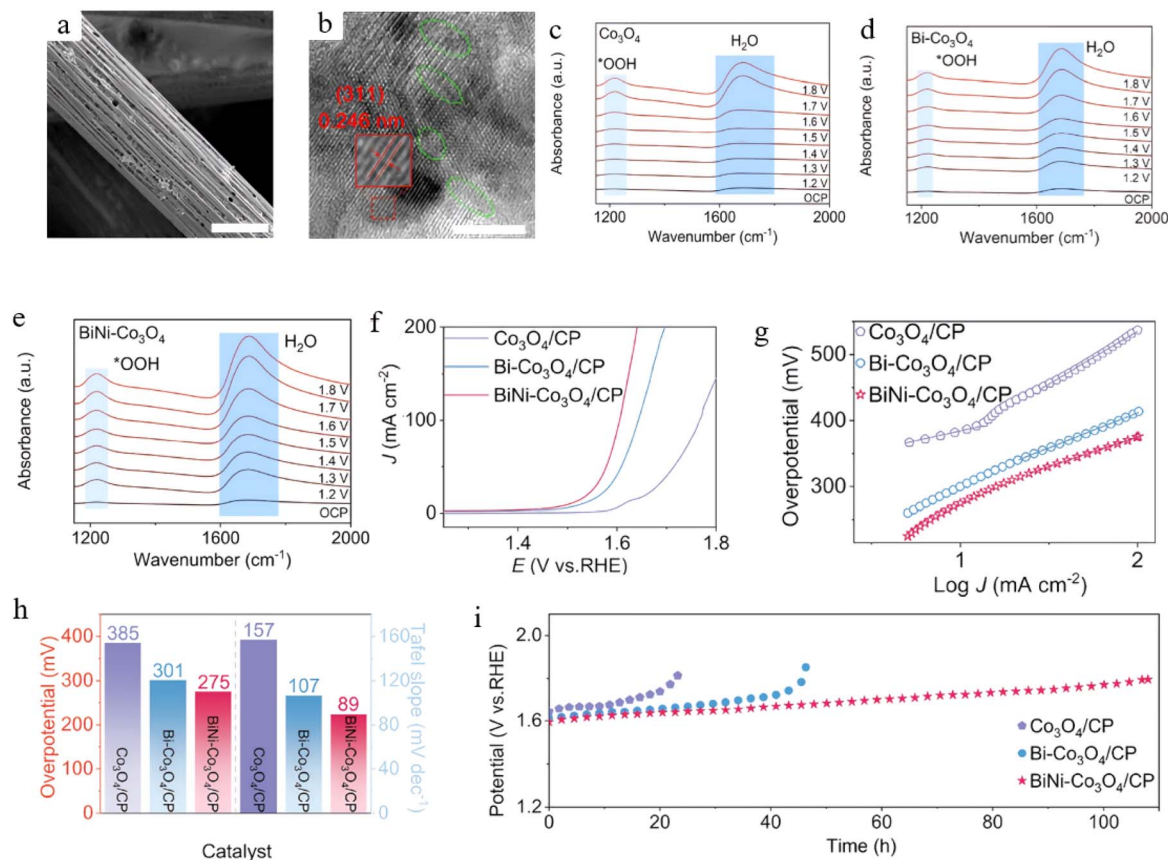 a
b
(311)
0.246 nm
c
Co₃O₄
*OOH
H₂O
1.8 V
1.7 V
1.6 V
1.5 V
1.4 V
1.3 V
1.2 V
OCP
Absorbance (a.u.)
1200 1600 2000
Wavenumber (cm⁻¹)
d
Bi-Co₃O₄
*OOH
H₂O
1.8 V
1.7 V
1.6 V
1.5 V
1.4 V
1.3 V
1.2 V
OCP
Absorbance (a.u.)
1200 1600 2000
Wavenumber (cm⁻¹)
e
BiNi-Co₃O₄
*OOH
H₂O
1.8 V
1.7 V
1.6 V
1.5 V
1.4 V
1.3 V
1.2 V
OCP
Absorbance (a.u.)
1200 1600 2000
Wavenumber (cm⁻¹)
f
Co₃O₄/CP
Bi-Co₃O₄/CP
BiNi-Co₃O₄/CP
200
100
0
J (mA cm⁻²)
1.4 1.6 1.8
E (V vs.RHE)
g
Co₃O₄/CP
Bi-Co₃O₄/CP
BiNi-Co₃O₄/CP
500
400
300
Overpotential (mV)
1 2
Log J (mA cm⁻²)
h
400
300
200
100
0
Overpotential (mV)
385
301
275
157
107
89
Co₃O₄/CP
Bi-Co₃O₄/CP
BiNi-Co₃O₄/CP
Co₃O₄/CP
Bi-Co₃O₄/CP
BiNi-Co₃O₄/CP
160
120
80
40
0
Tafel slope (mV dec⁻¹)
Catalyst
i
2.0
1.6
1.2
Potential (V vs.RHE)
Co₃O₄/CP
Bi-Co₃O₄/CP
BiNi-Co₃O₄/CP
0 20 40 60 80 100
Time (h)